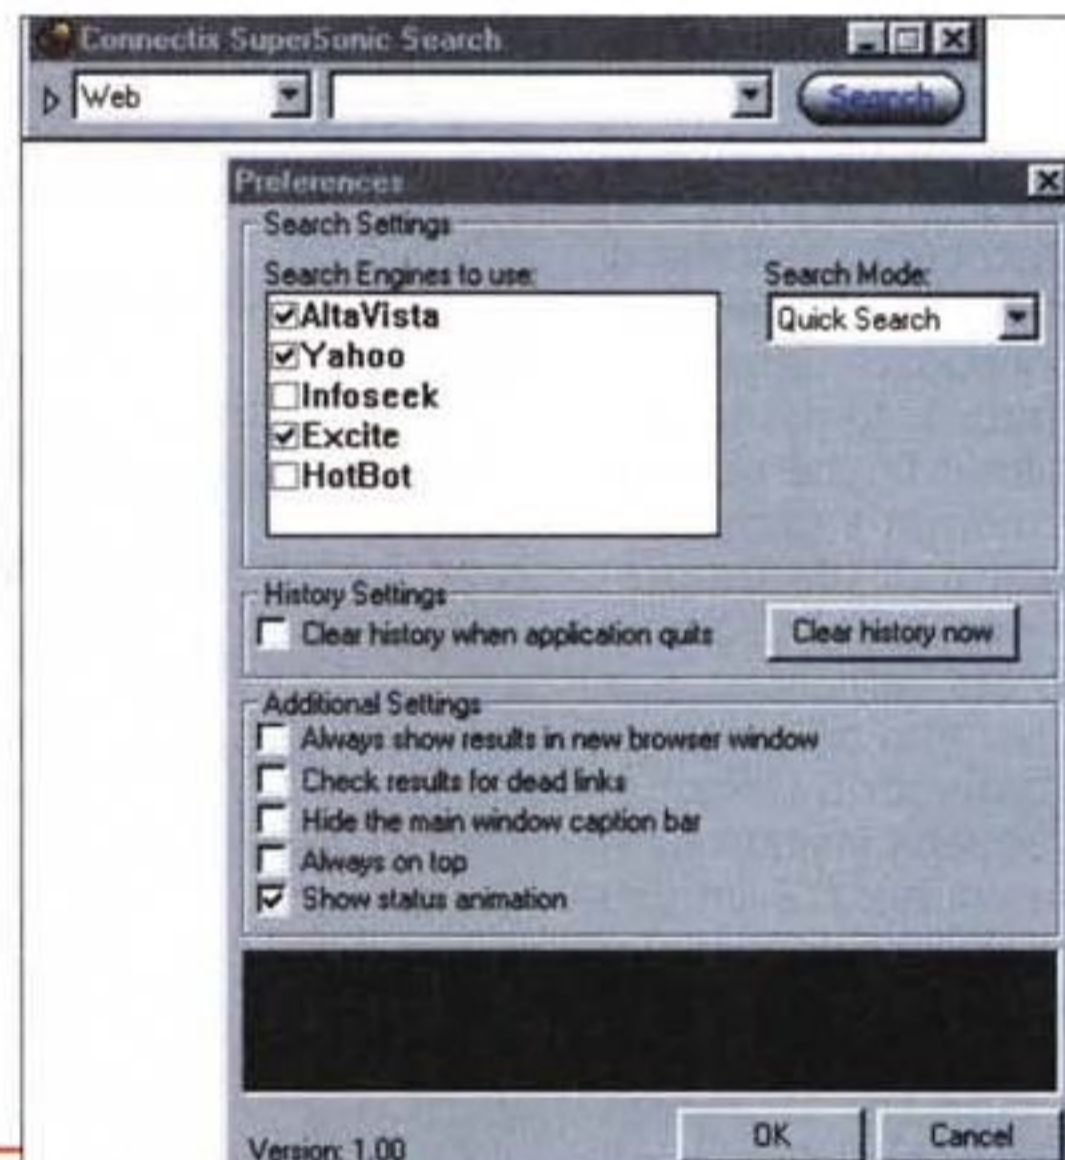 Connectix SuperSonic Search
Web
Search
Preferences
Search Settings
Search Engines to use:
Search Mode:
AltaVista
Quick Search
Yahoo
Infoseek
Excite
HotBot
History Settings
Clear history when application quits
Clear history now
Additional Settings
Always show results in new browser window
Check results for dead links
Hide the main window caption bar
Always on top
Show status animation
Version: 1.00
OK
Cancel